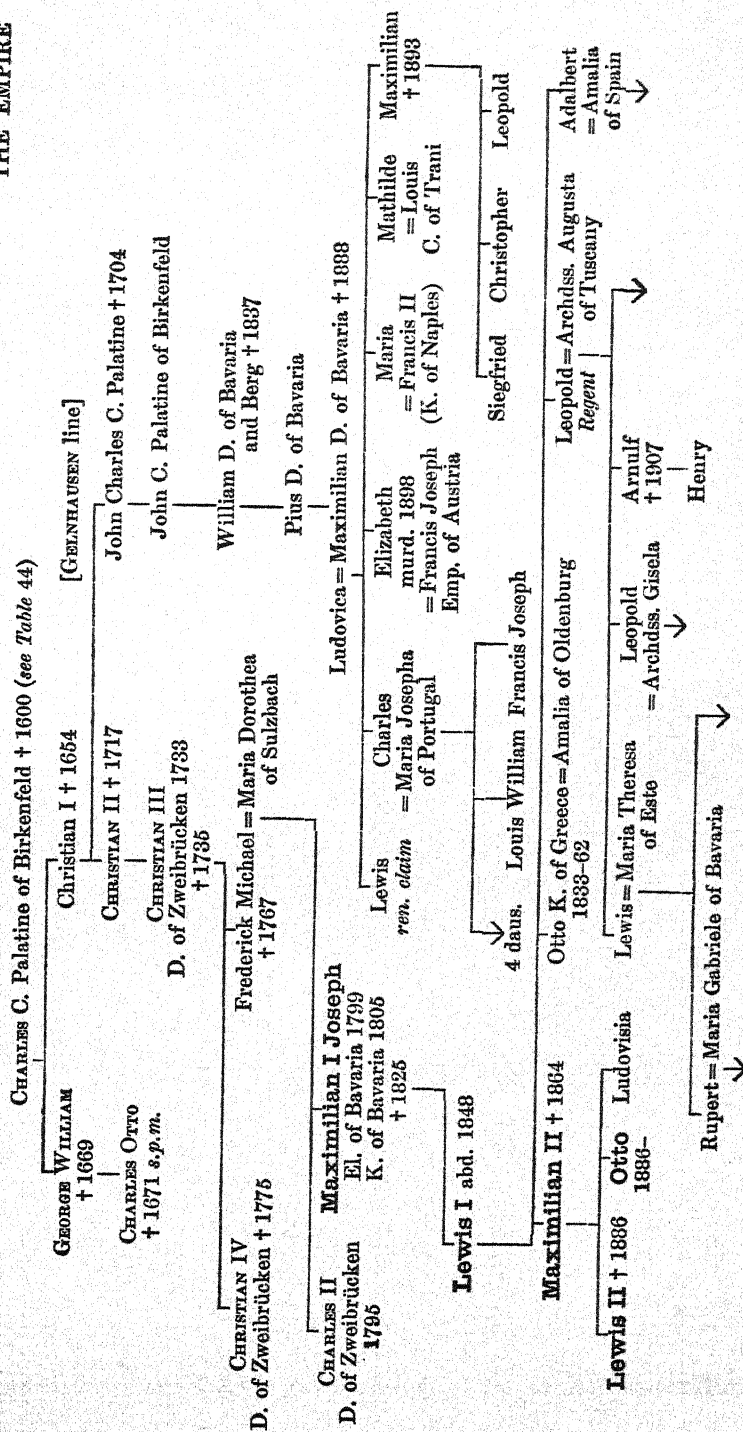 THE EMPIRE
CHARLES C. Palatine of Birkenfeld † 1600 (see Table 44)
GEORGE WILLIAM
† 1669
Christian I † 1654
[GELNHAUSEN line]
CHARLES OTTO
† 1671 s.p.m.
CHRISTIAN II † 1717
John Charles C. Palatine † 1704
CHRISTIAN III
D. of Zweibrücken 1733
† 1735
John C. Palatine of Birkenfeld
CHRISTIAN IV
D. of Zweibrücken † 1775
Frederick Michael = Maria Dorothea
† 1767 of Sulzbach
William D. of Bavaria
and Berg † 1837
Pius D. of Bavaria
CHARLES II
D. of Zweibrücken
1795
Maximilian I Joseph
El. of Bavaria 1799
K. of Bavaria 1805
† 1825
Ludovica = Maximilian D. of Bavaria † 1888
Lewis
ren. claim
Charles
= Maria Josepha
of Portugal
Elizabeth
murd. 1898
= Francis Joseph
Emp. of Austria
Maria
= Francis II
(K. of Naples)
Mathilde
= Louis
C. of Trani
Maximilian
† 1893
4 daus. Louis William Francis Joseph
Siegfried Christopher Leopold
Lewis I abd. 1848
Maximilian II † 1864
Otto K. of Greece = Amalia of Oldenburg
1833–62
Leopold = Archdss. Augusta
Regent of Tuscany
Adalbert
= Amalia
of Spain
Lewis II † 1886
Otto
1886–
Ludovisia
Lewis = Maria Theresa
of Este
Leopold
= Archdss. Gisela
Arnulf
† 1907
Henry
Rupert = Maria Gabriele of Bavaria